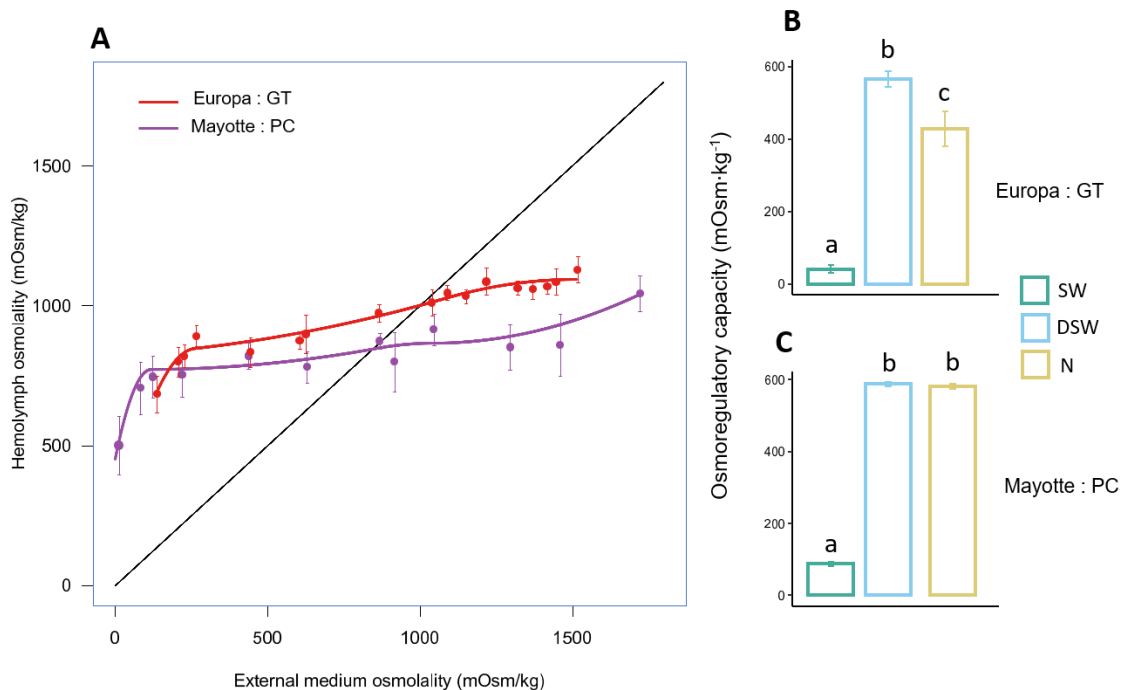 A
Europa : GT
Mayotte : PC
Hemolymph osmolality (mOsm/kg)
1500
1000
500
0
0 500 1000 1500
External medium osmolality (mOsm/kg)
B
Osmoregulatory capacity (mOsm·kg-1)
600
400
200
0
a
b
c
Europa : GT
SW
DSW
N
C
600
400
200
0
a
b
b
Mayotte : PC